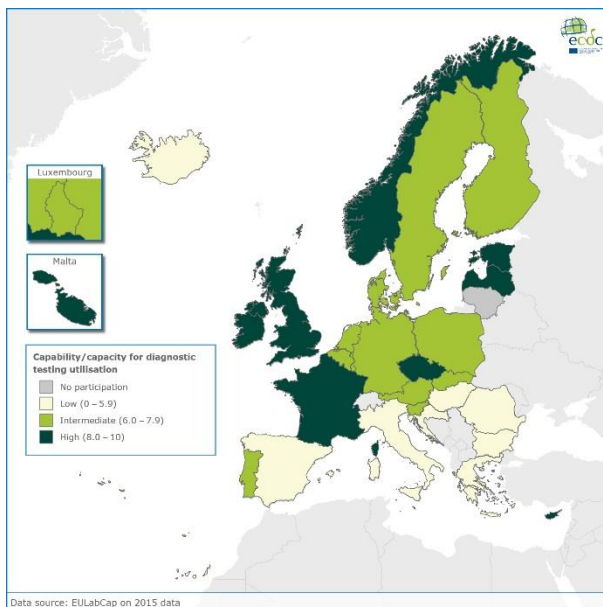 ecdc
Luxembourg
Malta
Capability/capacity for diagnostic
testing utilisation
No participation
Low (0 – 5.9)
Intermediate (6.0 – 7.9)
High (8.0 – 10)
Data source: EULabCap on 2015 data